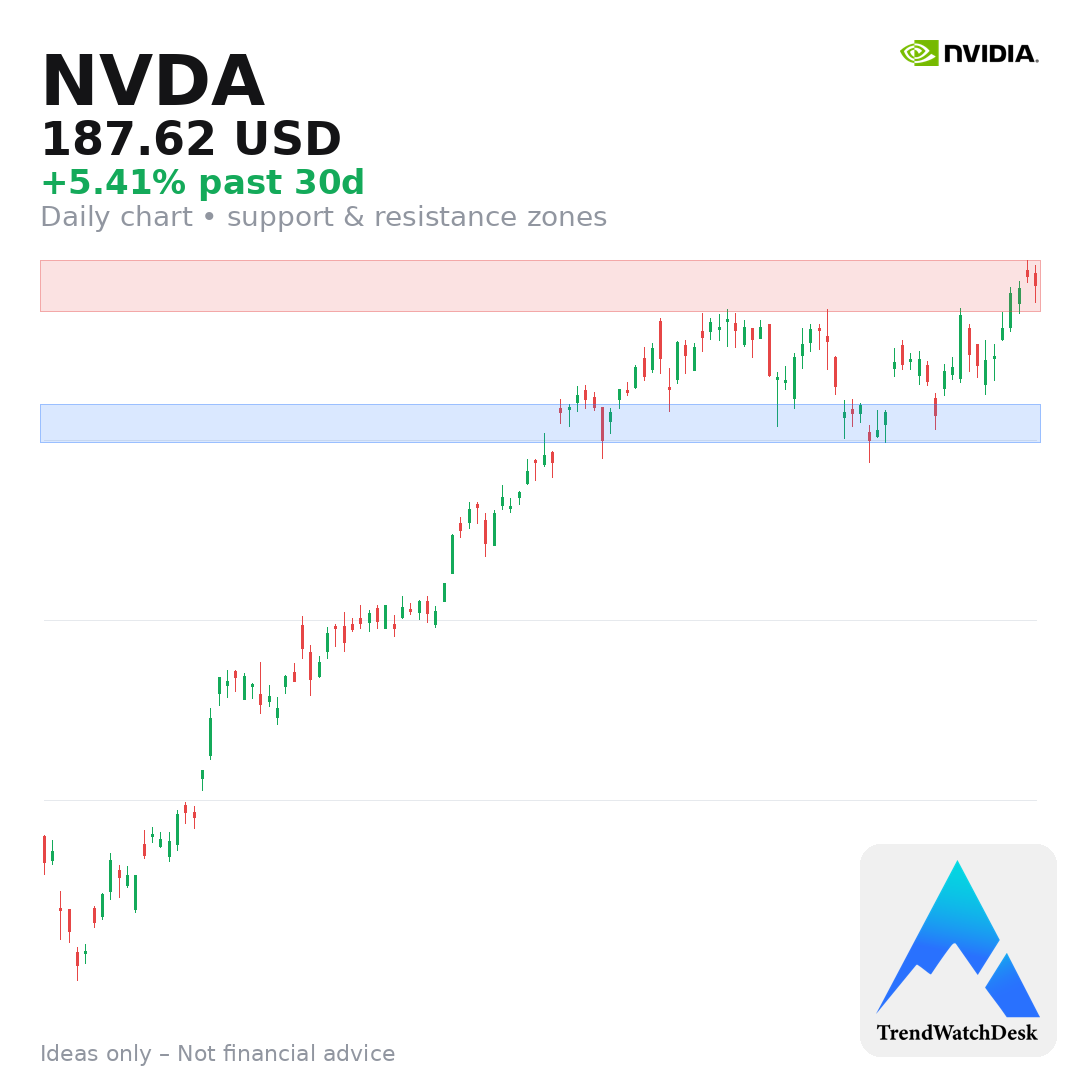 NVDA
NVIDIA.
187.62 USD
+5.41% past 30d
Daily chart • support & resistance zones
TrendWatchDesk
Ideas only – Not financial advice